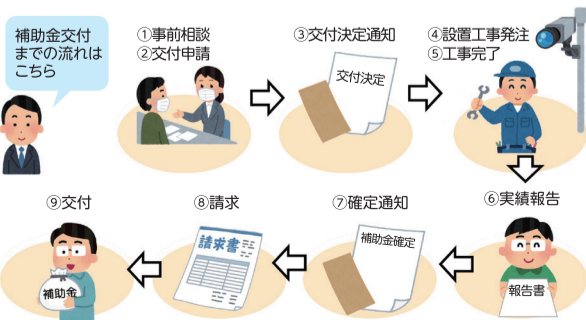 補助金交付
までの流れは
こちら
①事前相談
②交付申請
③交付決定通知
交付決定
④設置工事発注
⑤工事完了
⑥実績報告
報告書
⑦確定通知
補助金確定
⑧請求
請求書
⑨交付
補助金